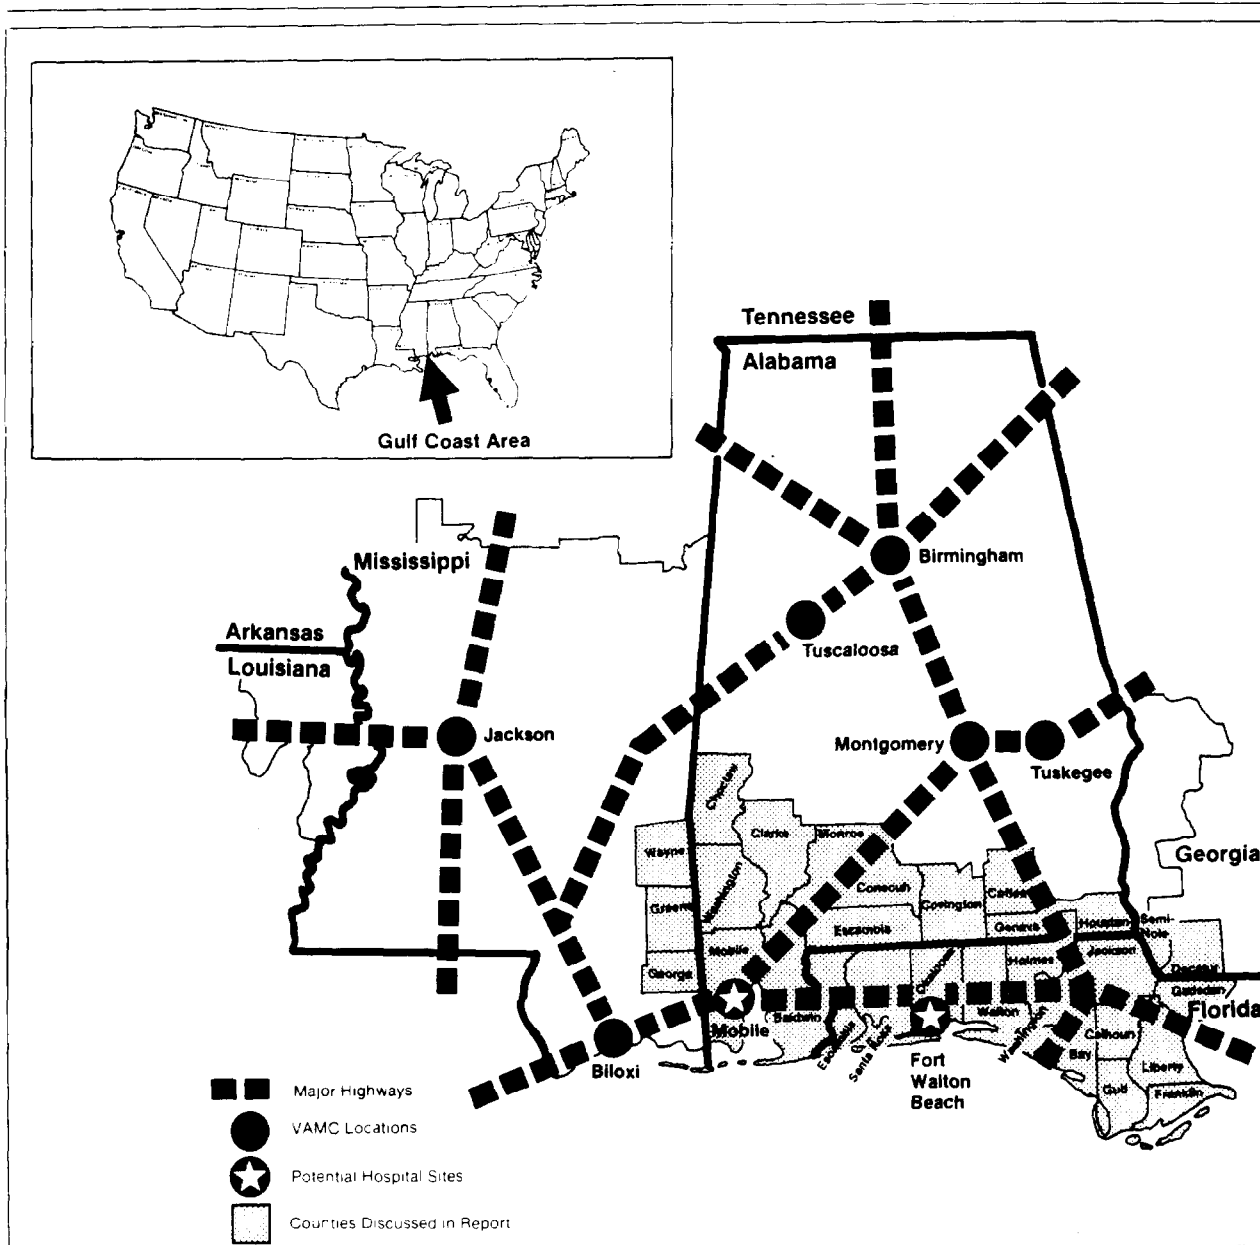 Gulf Coast Area
Tennessee
Alabama
Mississippi
Birmingham
Arkansas
Louisiana
Tuscaloosa
Jackson
Montgomery
Tuskegee
Choctaw
Clarke
Monroe
Wayne
Washington
Georgia
Conecuh
Covington
Greene
Escambia
Geneva
Houston
Semi-
Nole
Mobile
Holmes
Jackson
George
Okaloosa
Decatur
Gadsden
Florida
Mobile
Baldwin
Walton
Escambia
Santa Rosa
Washington
Calhoun
Bay
Liberty
Gulf
Franklin
Biloxi
Fort
Walton
Beach
Major Highways
VAMC Locations
Potential Hospital Sites
Counties Discussed in Report